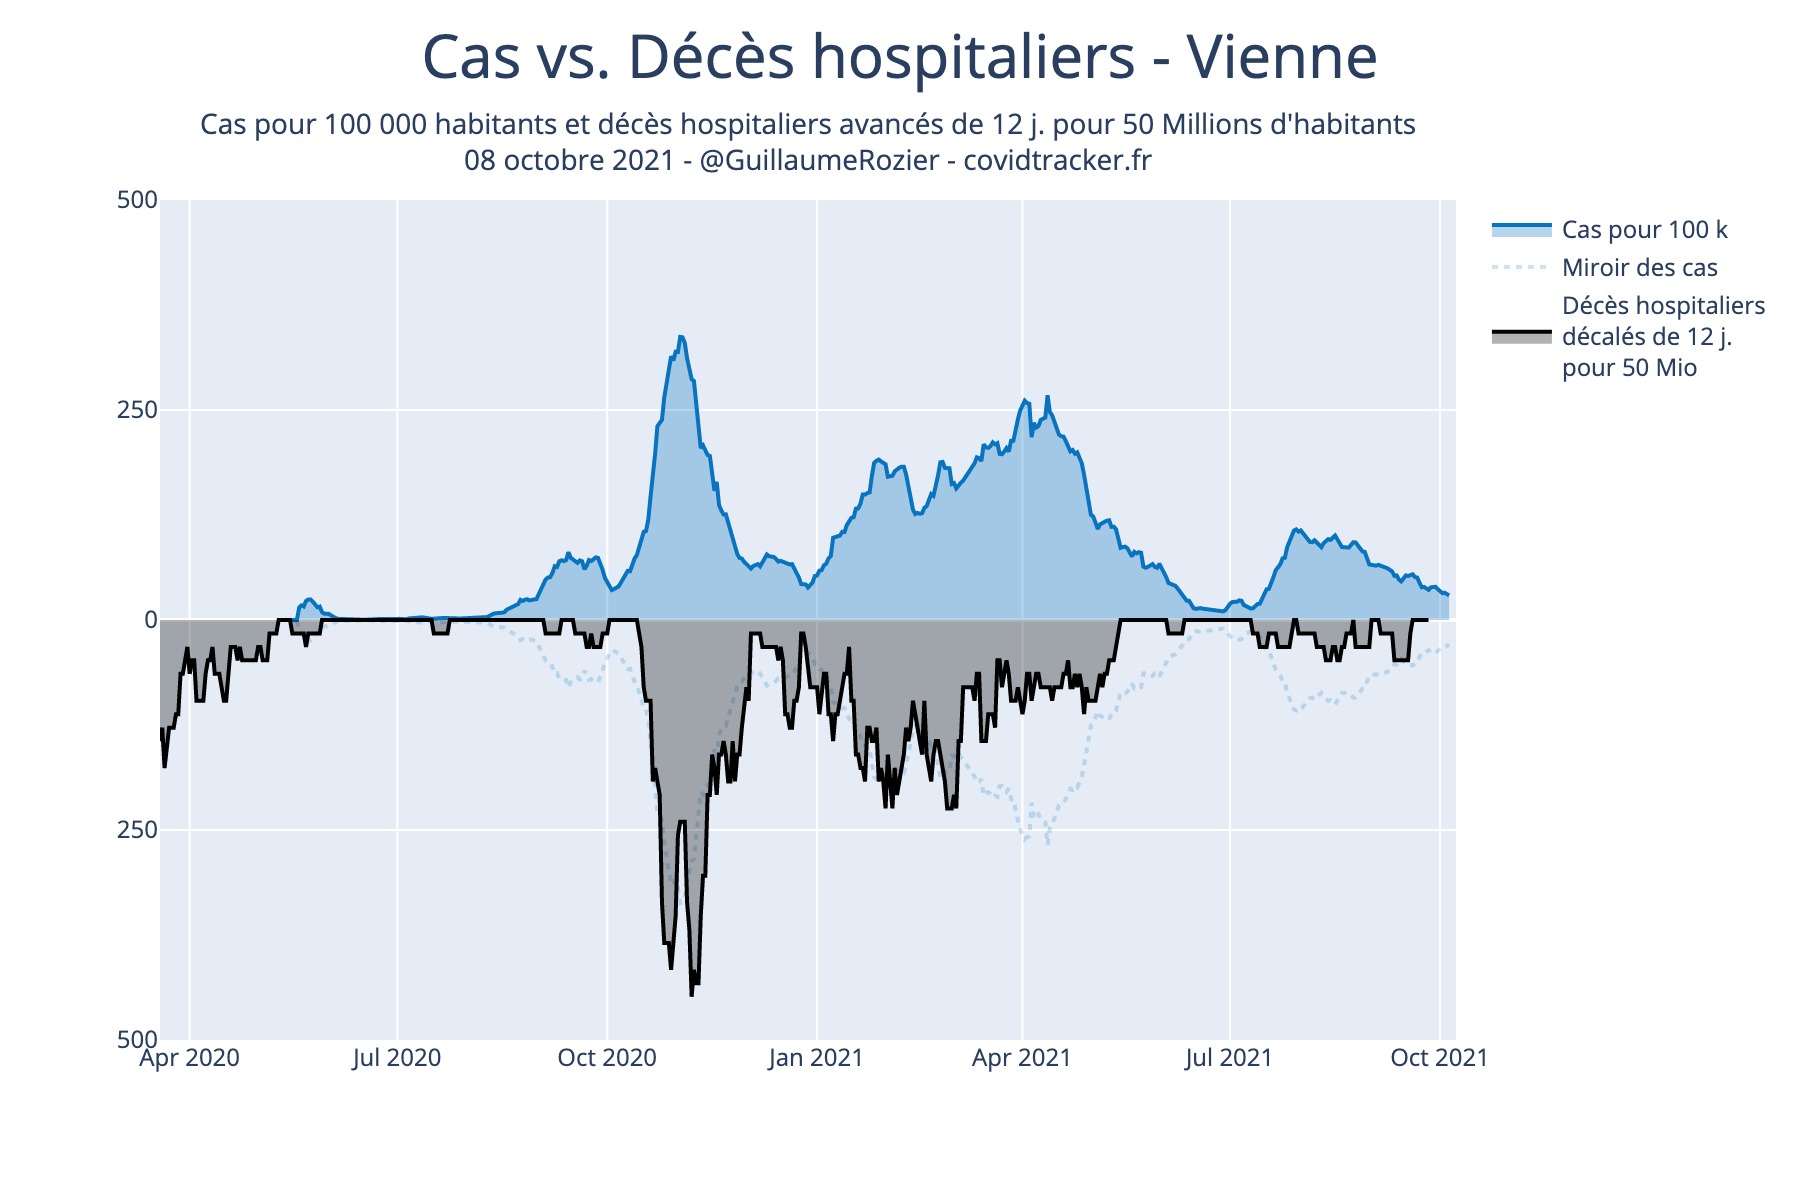 Cas vs. Décès hospitaliers - Vienne
Cas pour 100 000 habitants et décès hospitaliers avancés de 12 j. pour 50 Millions d'habitants
08 octobre 2021 - @GuillaumeRozier - covidtracker.fr
500
250
0
250
500
Apr 2020
Jul 2020
Oct 2020
Jan 2021
Apr 2021
Jul 2021
Oct 2021
Cas pour 100 k
Miroir des cas
Décès hospitaliers
décalés de 12 j.
pour 50 Mio